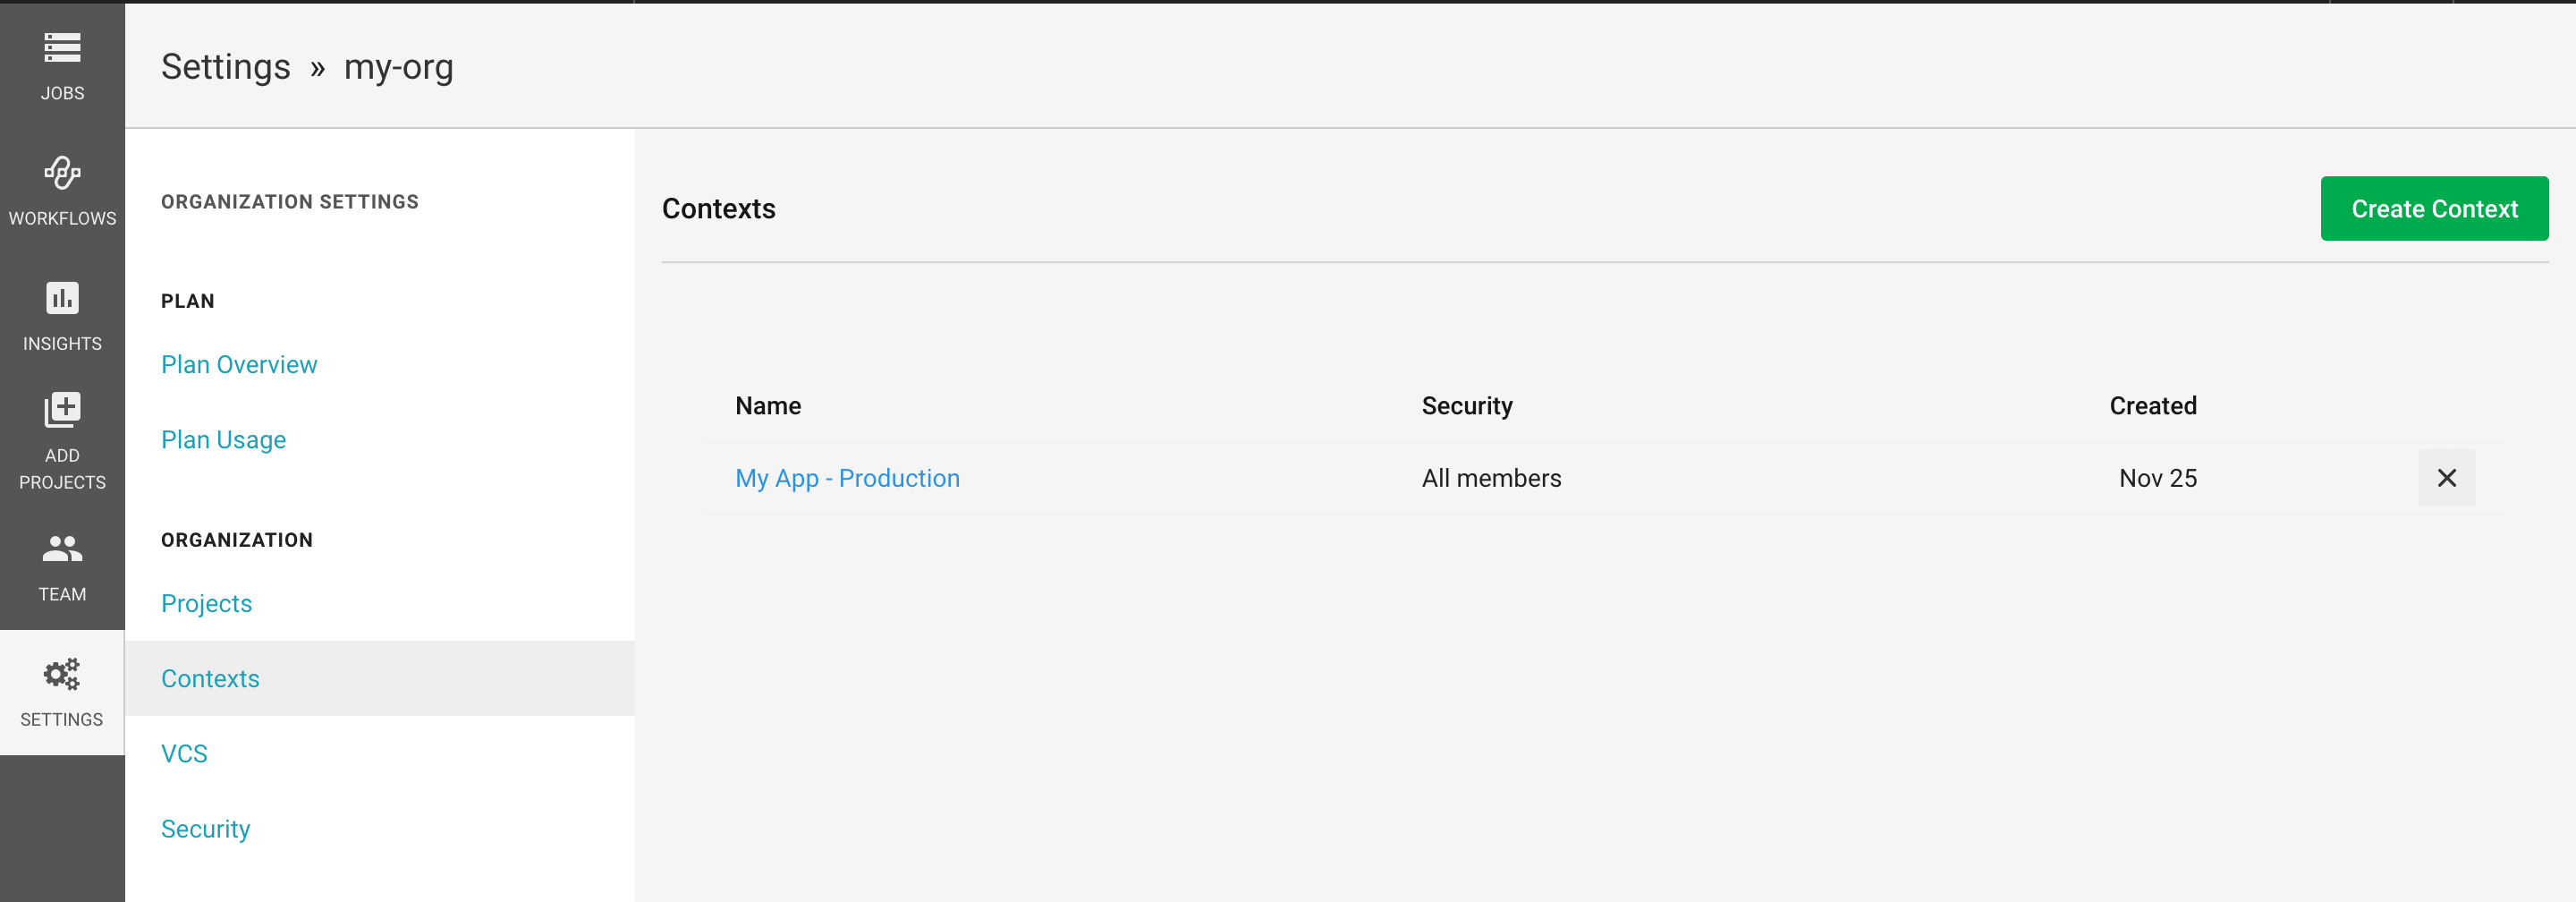 JOBS
WORKFLOWS
INSIGHTS
ADD
PROJECTS
TEAM
SETTINGS
Settings » my-org
ORGANIZATION SETTINGS
PLAN
Plan Overview
Plan Usage
ORGANIZATION
Projects
Contexts
VCS
Security
Contexts
Create Context
Name Security Created
My App - Production All members Nov 25